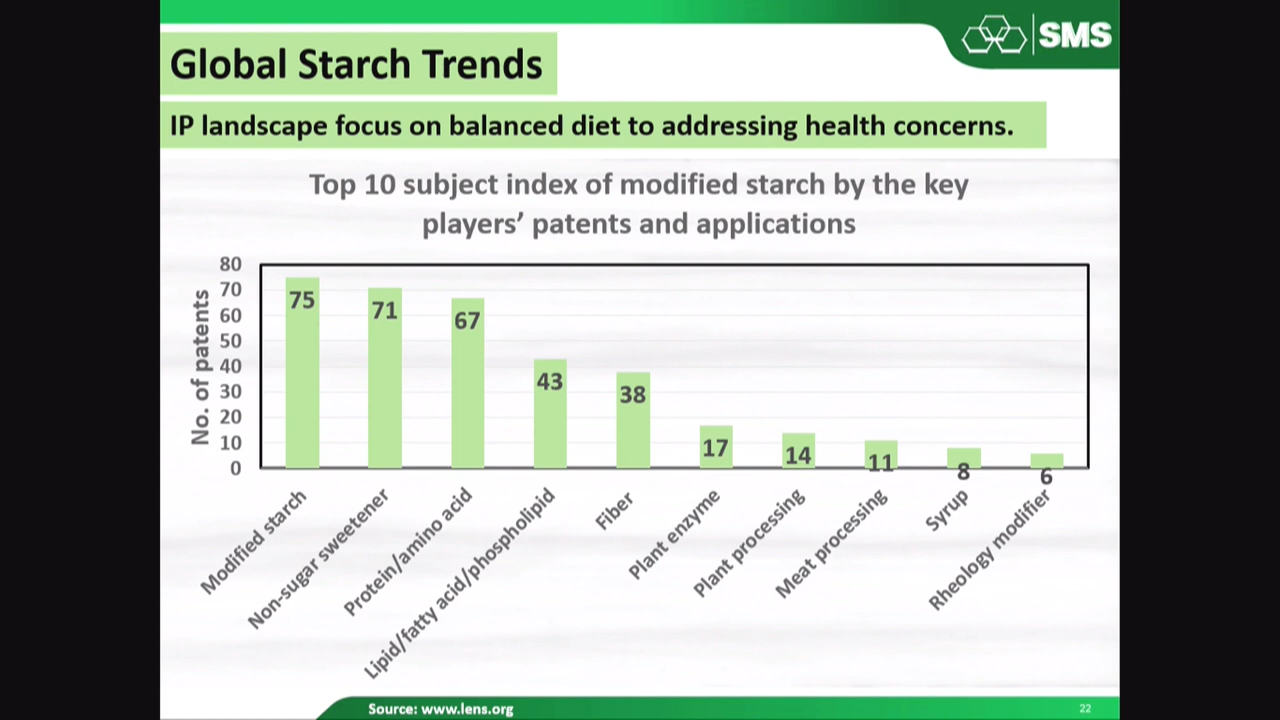 SMS
Global Starch Trends
IP landscape focus on balanced diet to addressing health concerns.
Top 10 subject index of modified starch by the key
players’ patents and applications
No. of patents
80
70
60
50
40
30
20
10
0
75
71
67
43
38
17
14
11
8
6
Modified starch
Non-sugar sweetener
Protein/amino acid
Lipid/fatty acid/phospholipid
Fiber
Plant enzyme
Plant processing
Meat processing
Syrup
Rheology modifier
Source: www.lens.org
22